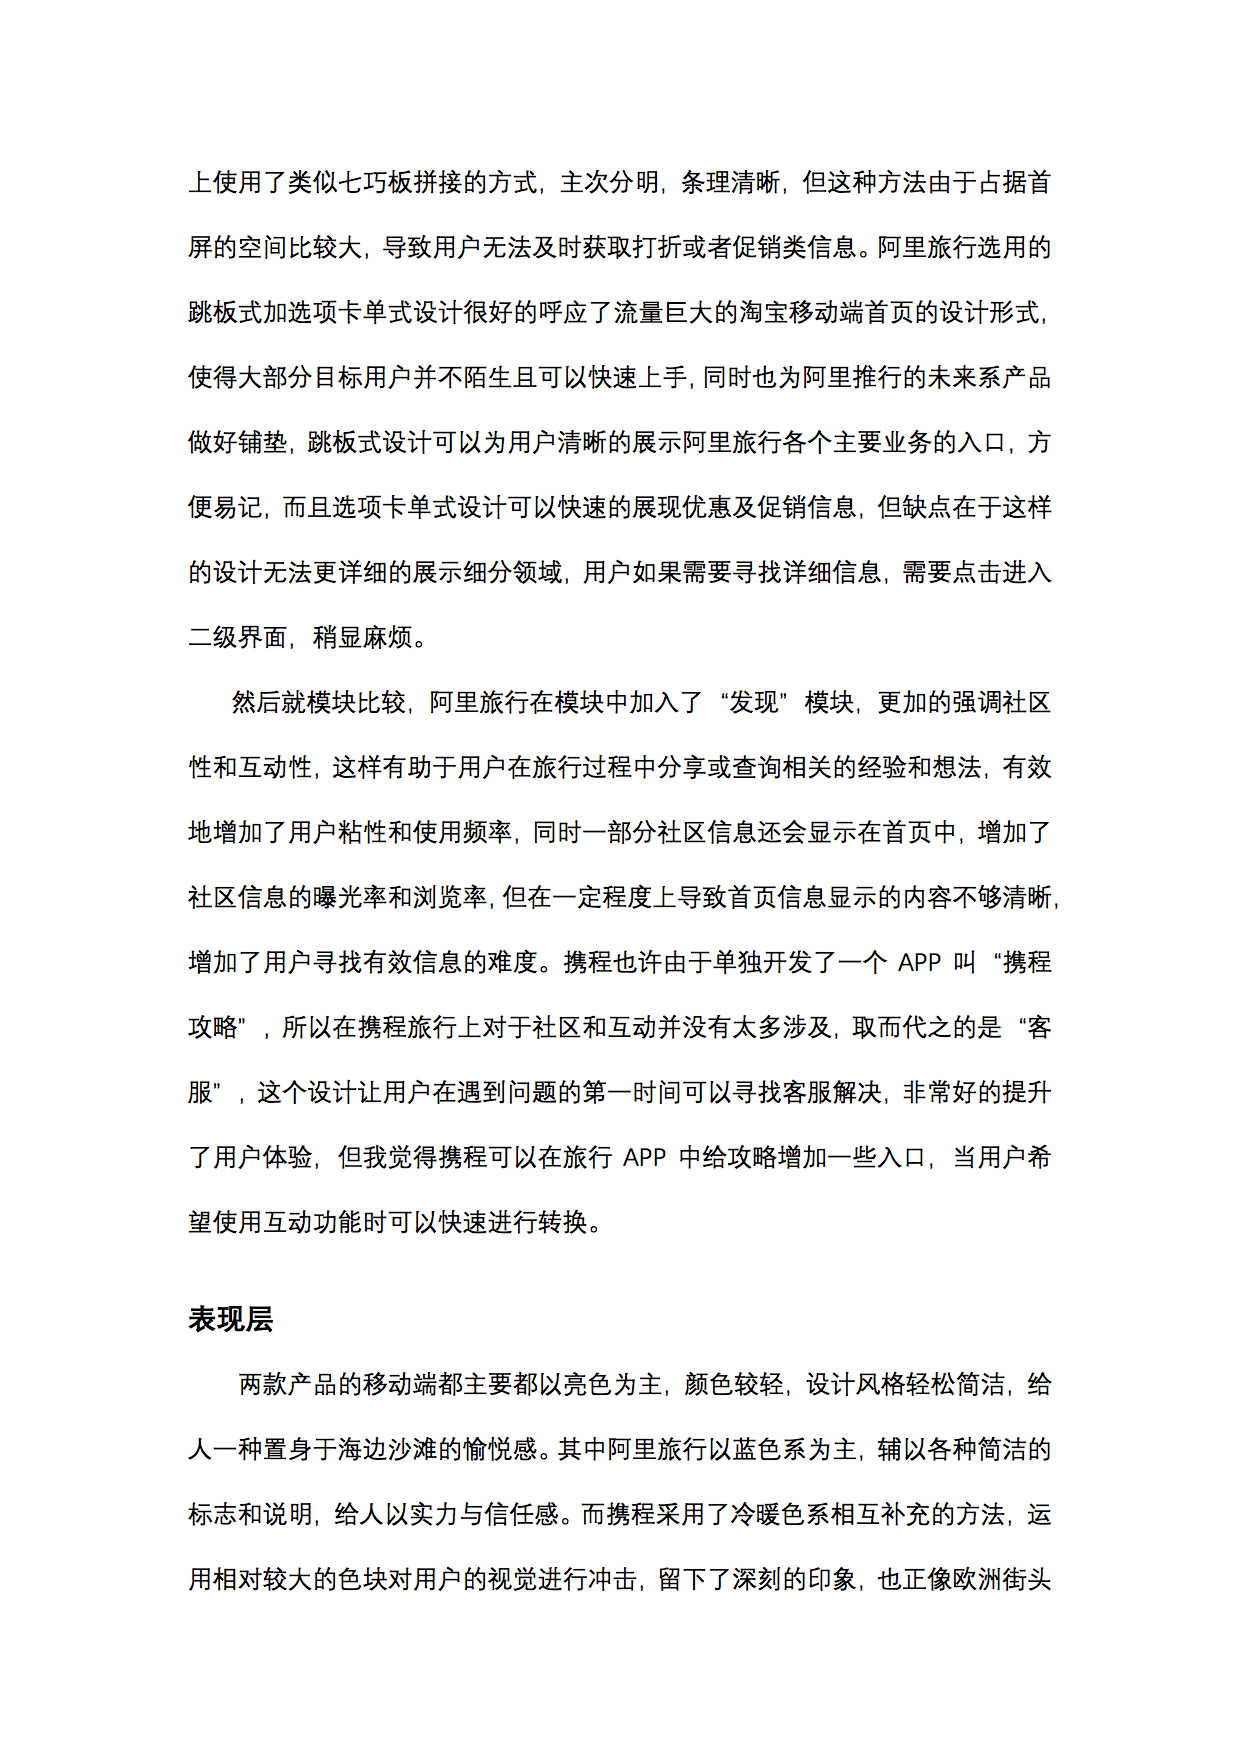 上使用了类似七巧板拼接的方式，主次分明，条理清晰，但这种方法由于占据首
屏的空间比较大，导致用户无法及时获取打折或者促销类信息。阿里旅行选用的
跳板式加选项卡单式设计很好的呼应了流量巨大的淘宝移动端首页的设计形式，
使得大部分目标用户并不陌生且可以快速上手，同时也为阿里推行的未来系产品
做好铺垫，跳板式设计可以为用户清晰的展示阿里旅行各个主要业务的入口，方
便易记，而且选项卡单式设计可以快速的展现优惠及促销信息，但缺点在于这样
的设计无法更详细的展示细分领域，用户如果需要寻找详细信息，需要点击进入
二级界面，稍显麻烦。
然后就模块比较，阿里旅行在模块中加入了“发现”模块，更加的强调社区
性和互动性，这样有助于用户在旅行过程中分享或查询相关的经验和想法，有效
地增加了用户粘性和使用频率，同时一部分社区信息还会显示在首页中，增加了
社区信息的曝光率和浏览率，但在一定程度上导致首页信息显示的内容不够清晰，
增加了用户寻找有效信息的难度。携程也许由于单独开发了一个 APP 叫“携程
攻略”，所以在携程旅行上对于社区和互动并没有太多涉及，取而代之的是“客
服”，这个设计让用户在遇到问题的第一时间可以寻找客服解决，非常好的提升
了用户体验，但我觉得携程可以在旅行 APP 中给攻略增加一些入口，当用户希
望使用互动功能时可以快速进行转换。
表现层
两款产品的移动端都主要都以亮色为主，颜色较轻，设计风格轻松简洁，给
人一种置身于海边沙滩的愉悦感。其中阿里旅行以蓝色系为主，辅以各种简洁的
标志和说明，给人以实力与信任感。而携程采用了冷暖色系相互补充的方法，运
用相对较大的色块对用户的视觉进行冲击，留下了深刻的印象，也正像欧洲街头